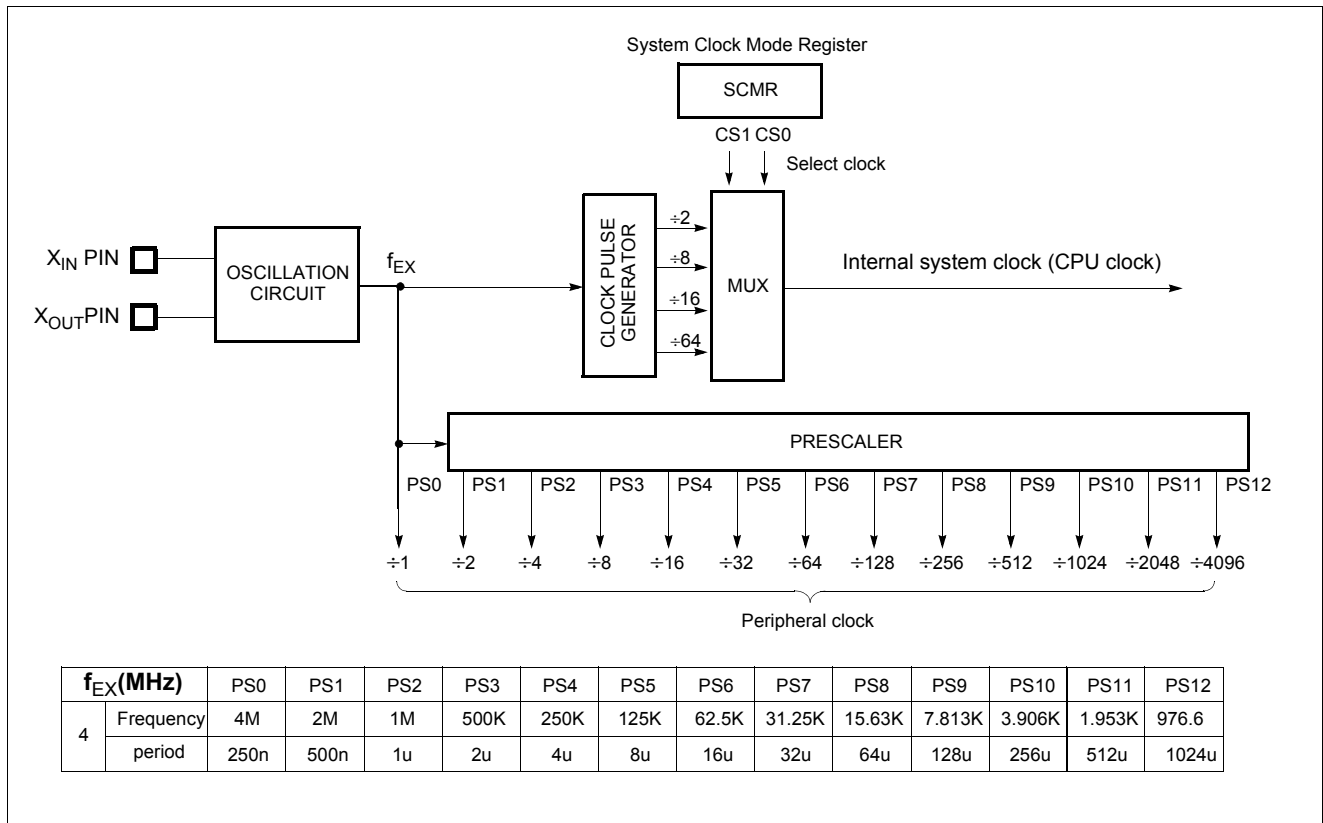 System Clock Mode Register
SCMR
CS1 CS0
Select clock
XIN PIN
XOUTPIN
OSCILLATION
CIRCUIT
fEX
CLOCK PULSE
GENERATOR
÷2
÷8
÷16
÷64
MUX
Internal system clock (CPU clock)
PRESCALER
PS0 PS1 PS2 PS3 PS4 PS5 PS6 PS7 PS8 PS9 PS10 PS11 PS12
÷1 ÷2 ÷4 ÷8 ÷16 ÷32 ÷64 ÷128 ÷256 ÷512 ÷1024 ÷2048 ÷4096
Peripheral clock
fEX(MHz) PS0 PS1 PS2 PS3 PS4 PS5 PS6 PS7 PS8 PS9 PS10 PS11 PS12
4 Frequency 4M 2M 1M 500K 250K 125K 62.5K 31.25K 15.63K 7.813K 3.906K 1.953K 976.6
period 250n 500n 1u 2u 4u 8u 16u 32u 64u 128u 256u 512u 1024u